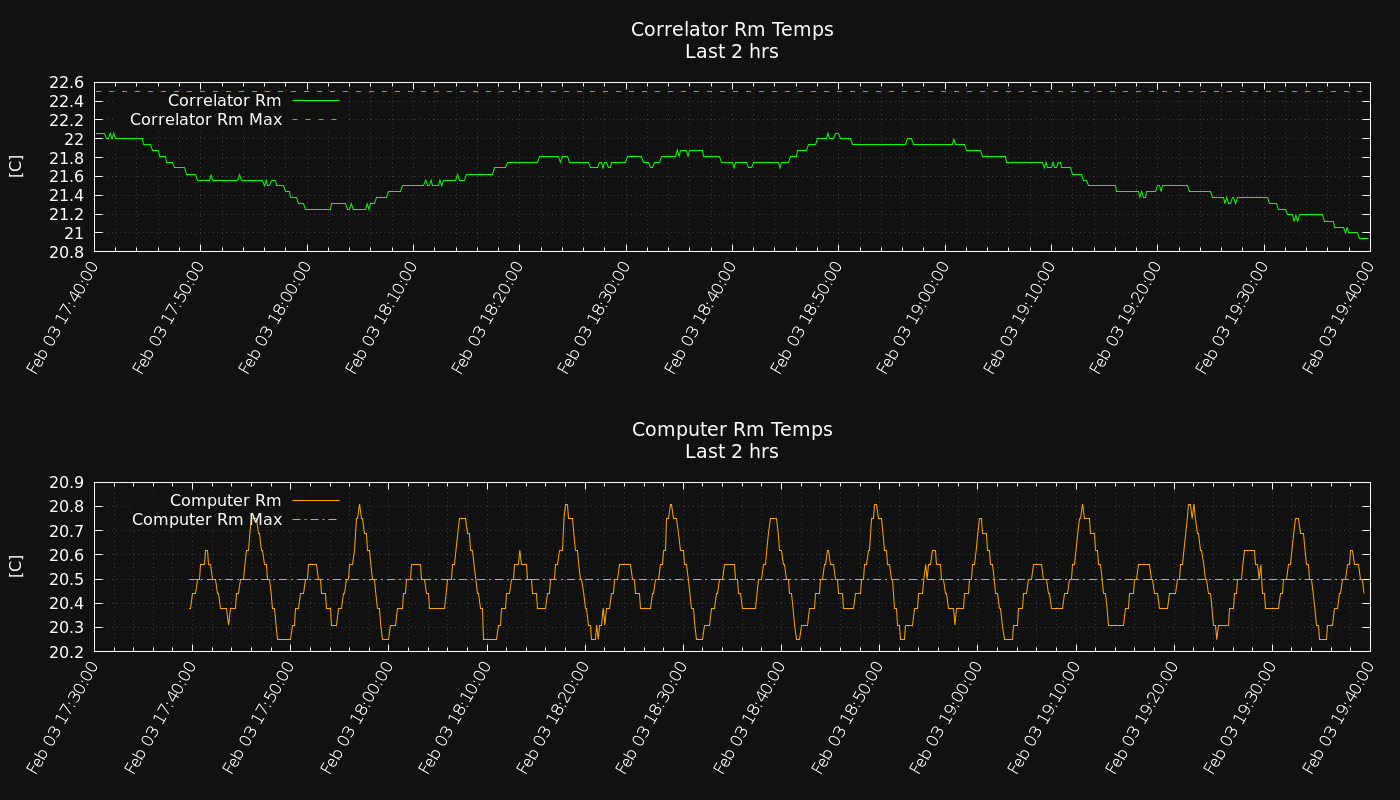 Correlator Rm Temps
Last 2 hrs
22.6
22.4
22.2
22
21.8
21.6
21.4
21.2
21
20.8
[C]
Correlator Rm
Correlator Rm Max
Feb 03 17:40:00
Feb 03 17:50:00
Feb 03 18:00:00
Feb 03 18:10:00
Feb 03 18:20:00
Feb 03 18:30:00
Feb 03 18:40:00
Feb 03 18:50:00
Feb 03 19:00:00
Feb 03 19:10:00
Feb 03 19:20:00
Feb 03 19:30:00
Feb 03 19:40:00
Computer Rm Temps
Last 2 hrs
20.9
20.8
20.7
20.6
20.5
20.4
20.3
20.2
[C]
Computer Rm
Computer Rm Max
Feb 03 17:30:00
Feb 03 17:40:00
Feb 03 17:50:00
Feb 03 18:00:00
Feb 03 18:10:00
Feb 03 18:20:00
Feb 03 18:30:00
Feb 03 18:40:00
Feb 03 18:50:00
Feb 03 19:00:00
Feb 03 19:10:00
Feb 03 19:20:00
Feb 03 19:30:00
Feb 03 19:40:00